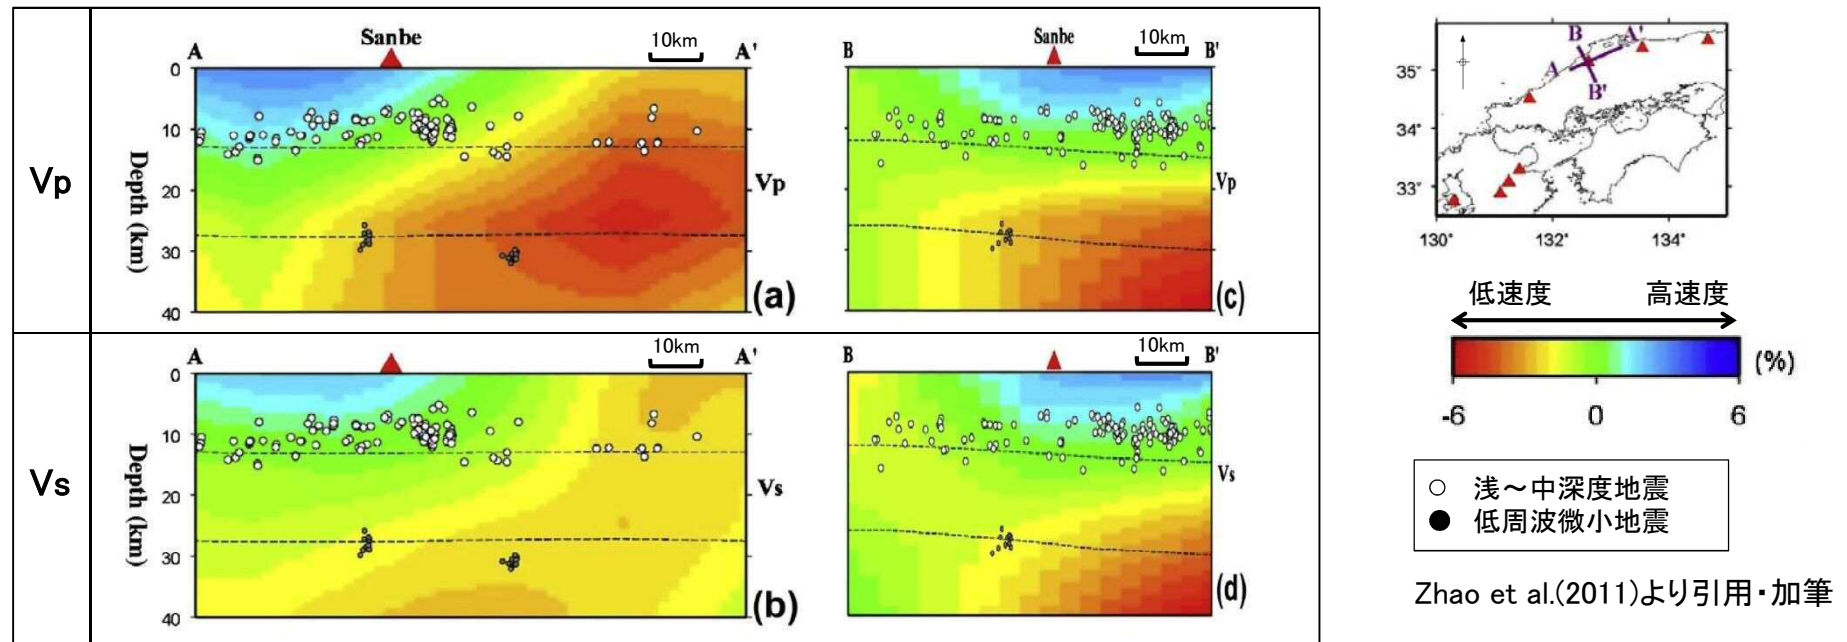 Vp
A
Sanbe
10km
A'
0
10
20
30
40
Depth (km)
Vp
(a)
B
Sanbe
10km
B'
Vp
(c)
Vs
A
10km
A'
0
10
20
30
40
Depth (km)
Vs
(b)
B
10km
B'
Vs
(d)
B
A'
A
B'
35°
34°
33°
130°
132°
134°
低速度
高速度
(%)
-6
0
6
浅～中深度地震
低周波微小地震
Zhao et al.(2011)より引用・加筆